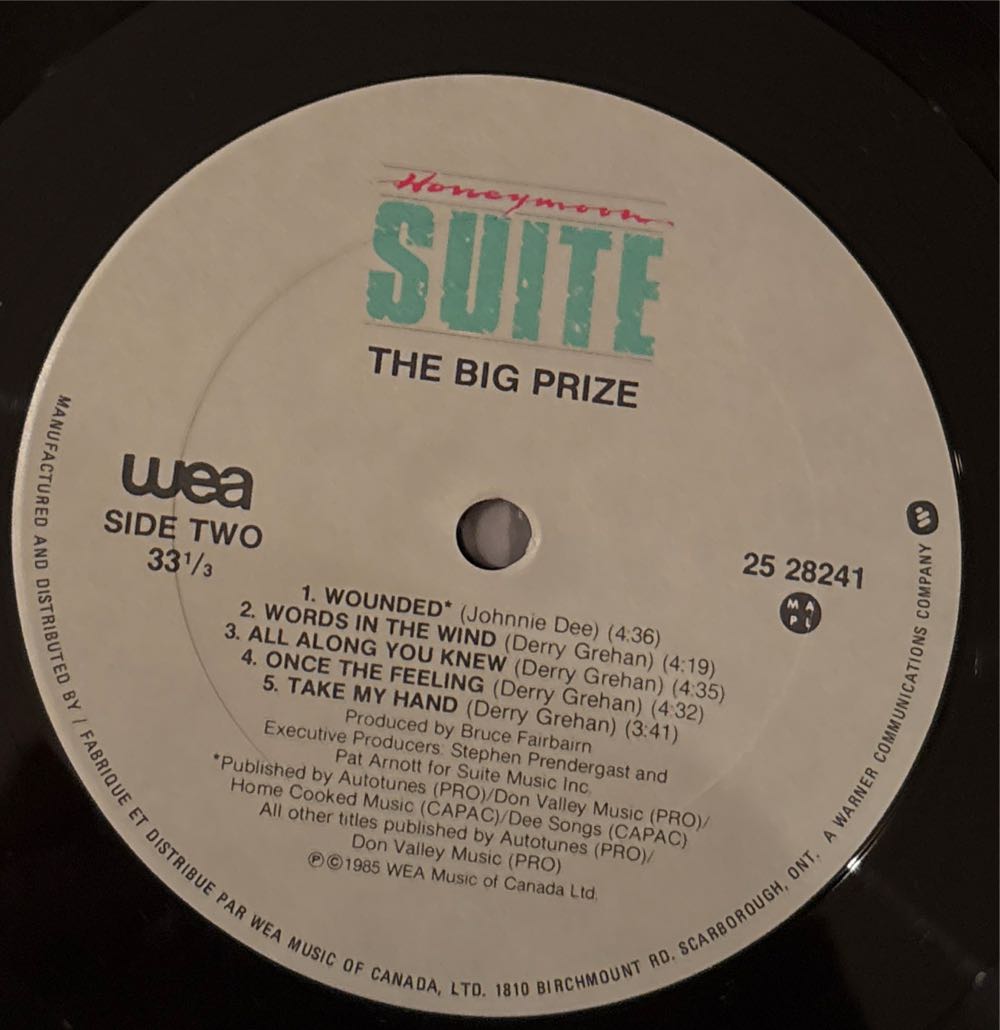 Honeymoon
SUITE
THE BIG PRIZE
wea
SIDE TWO
33 1/3
25 28241
M A
P L
1. WOUNDED* (Johnnie Dee) (4:36)
2. WORDS IN THE WIND (Derry Grehan) (4:19)
3. ALL ALONG YOU KNEW (Derry Grehan) (4:35)
4. ONCE THE FEELING (Derry Grehan) (4:32)
5. TAKE MY HAND (Derry Grehan) (3:41)
Produced by Bruce Fairbairn
Executive Producers: Stephen Prendergast and
Pat Arnott for Suite Music Inc.
*Published by Autotunes (PRO)/Don Valley Music (PRO)/
Home Cooked Music (CAPAC)/Dee Songs (CAPAC)
All other titles published by Autotunes (PRO)/
Don Valley Music (PRO)
℗©1985 WEA Music of Canada Ltd.
MANUFACTURED AND DISTRIBUTED BY / FABRIQUE ET DISTRIBUE PAR WEA MUSIC OF CANADA, LTD. 1810 BIRCHMOUNT RD. SCARBOROUGH, ONT. A WARNER COMMUNICATIONS COMPANY